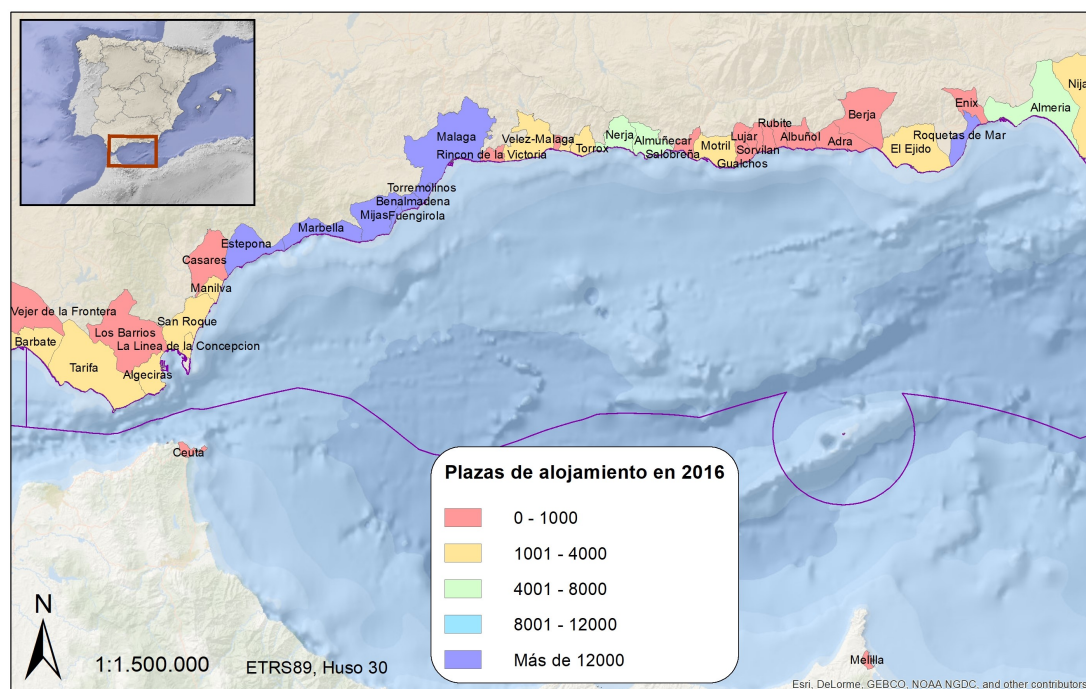 Nija
Almeria
Enix
Roquetas de Mar
Berja
El Ejido
Adra
Rubite
Albuñol
Lujar
Sorvilan
Gualchos
Motril
Salobreña
Almuñecar
Nerja
Torrox
Velez-Malaga
Rincon de la Victoria
Malaga
Torremolinos
Benalmadena
Mijas
Fuengirola
Marbella
Estepona
Casares
Manilva
San Roque
Vejer de la Frontera
Los Barrios
La Linea de la Concepcion
Barbate
Tarifa
Algeciras
Ceuta
Plazas de alojamiento en 2016
0 - 1000
1001 - 4000
4001 - 8000
8001 - 12000
Más de 12000
N
1:1.500.000
ETRS89, Huso 30
Melilla
Esri, DeLorme, GEBCO, NOAA NGDC, and other contributors